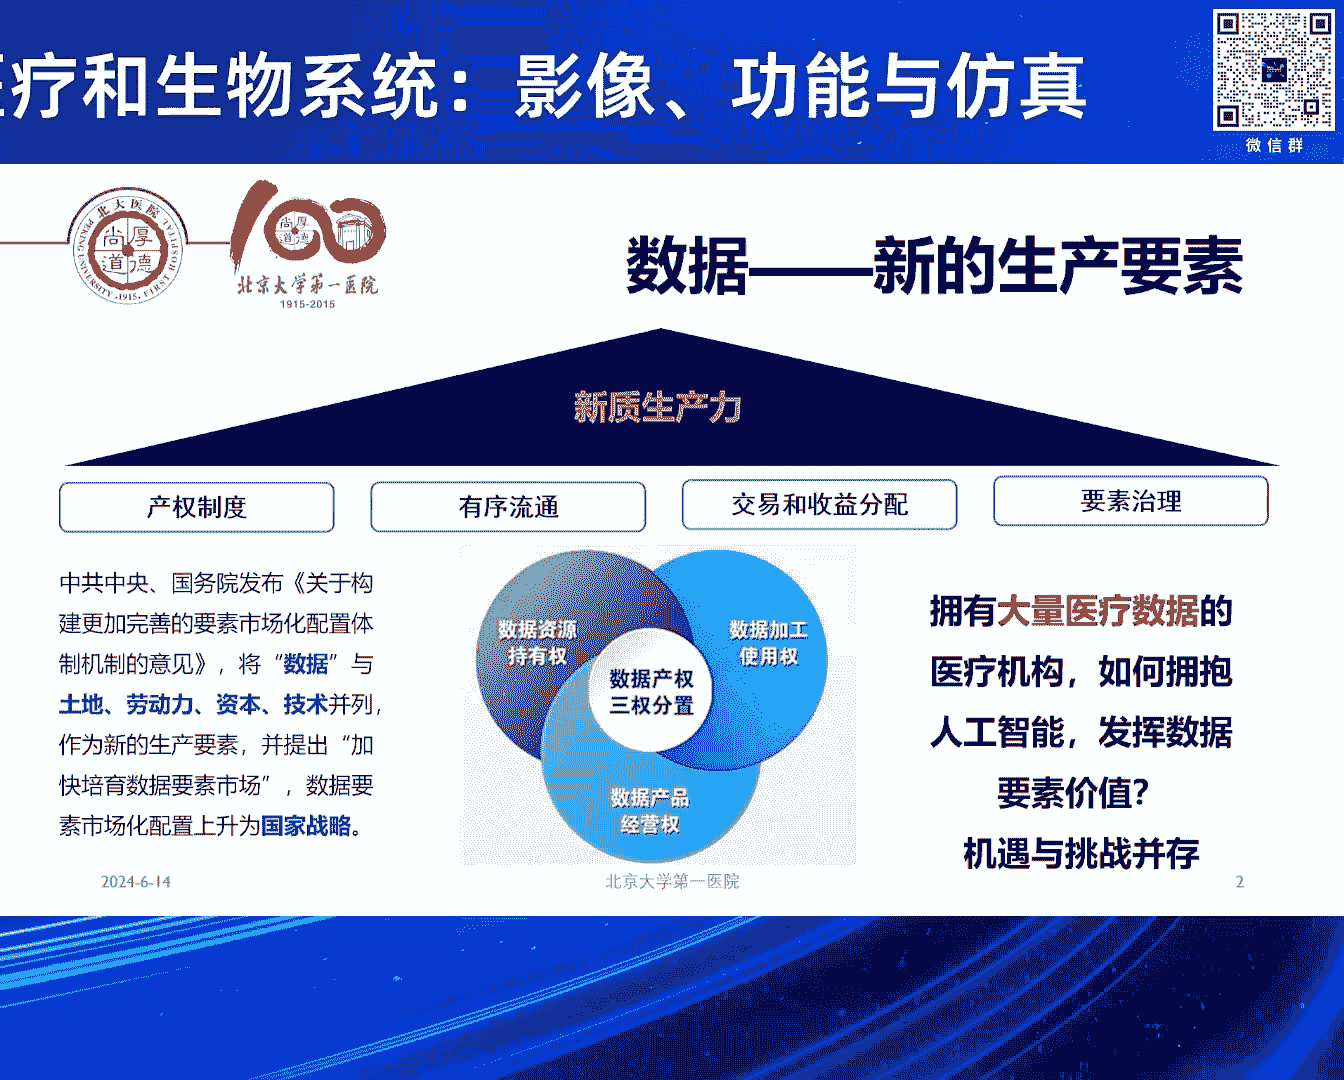 疗和生物系统：影像、功能与仿真
微信群
北大医院
尚厚
道德
PEKING UNIVERSITY FIRST HOSPITAL
·1915·
100
尚厚
道德
北京大学第一医院
1915-2015
数据——新的生产要素
新质生产力
产权制度
有序流通
交易和收益分配
要素治理
中共中央、国务院发布《关于构
建更加完善的要素市场化配置体
制机制的意见》，将“数据”与
土地、劳动力、资本、技术并列，
作为新的生产要素，并提出“加
快培育数据要素市场”，数据要
素市场化配置上升为国家战略。
数据资源
持有权
数据加工
使用权
数据产权
三权分置
数据产品
经营权
拥有大量医疗数据的
医疗机构，如何拥抱
人工智能，发挥数据
要素价值？
机遇与挑战并存
2024-6-14
北京大学第一医院
2